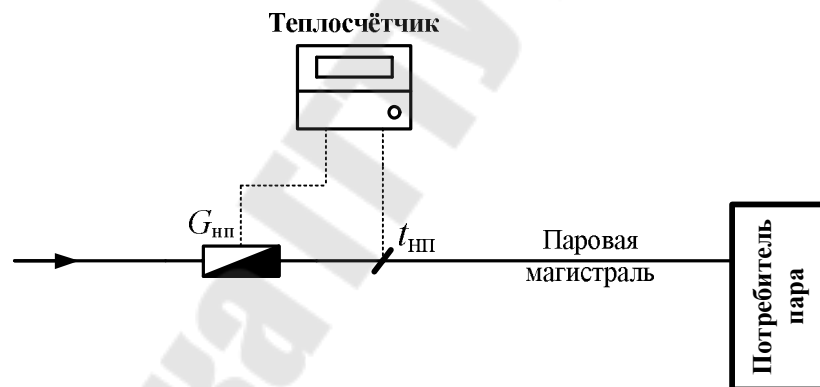 Теплосчётчик
Gнп
tнп
Паровая
магистраль
Потребитель
пара